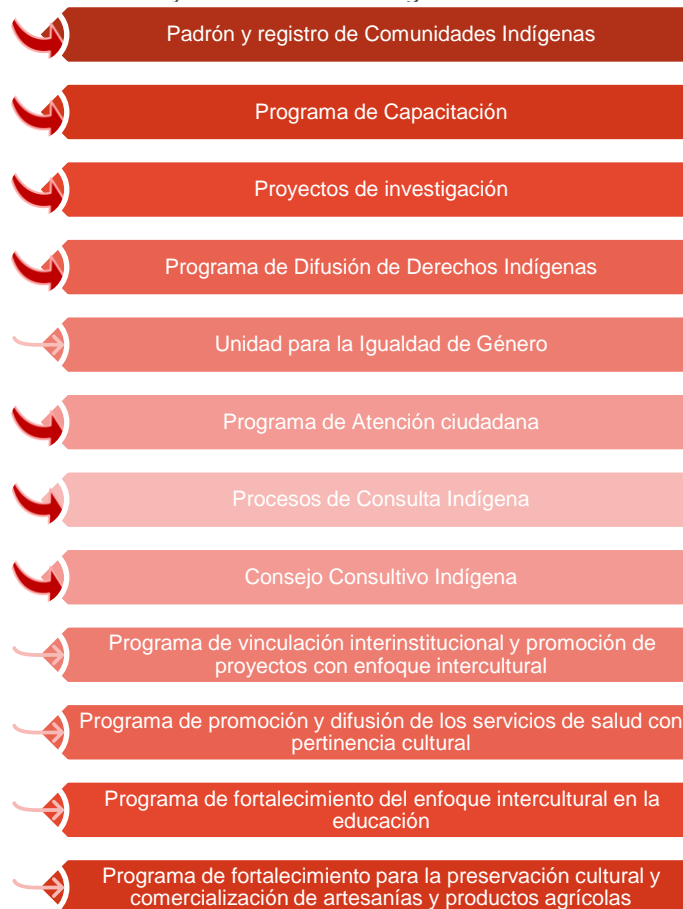 Padrón y registro de Comunidades Indígenas
Programa de Capacitación
Proyectos de investigación
Programa de Difusión de Derechos Indígenas
Unidad para la Igualdad de Género
Programa de Atención ciudadana
Procesos de Consulta Indígena
Consejo Consultivo Indígena
Programa de vinculación interinstitucional y promoción de
proyectos con enfoque intercultural
Programa de promoción y difusión de los servicios de salud con
pertinencia cultural
Programa de fortalecimiento del enfoque intercultural en la
educación
Programa de fortalecimiento para la preservación cultural y
comercialización de artesanías y productos agrícolas